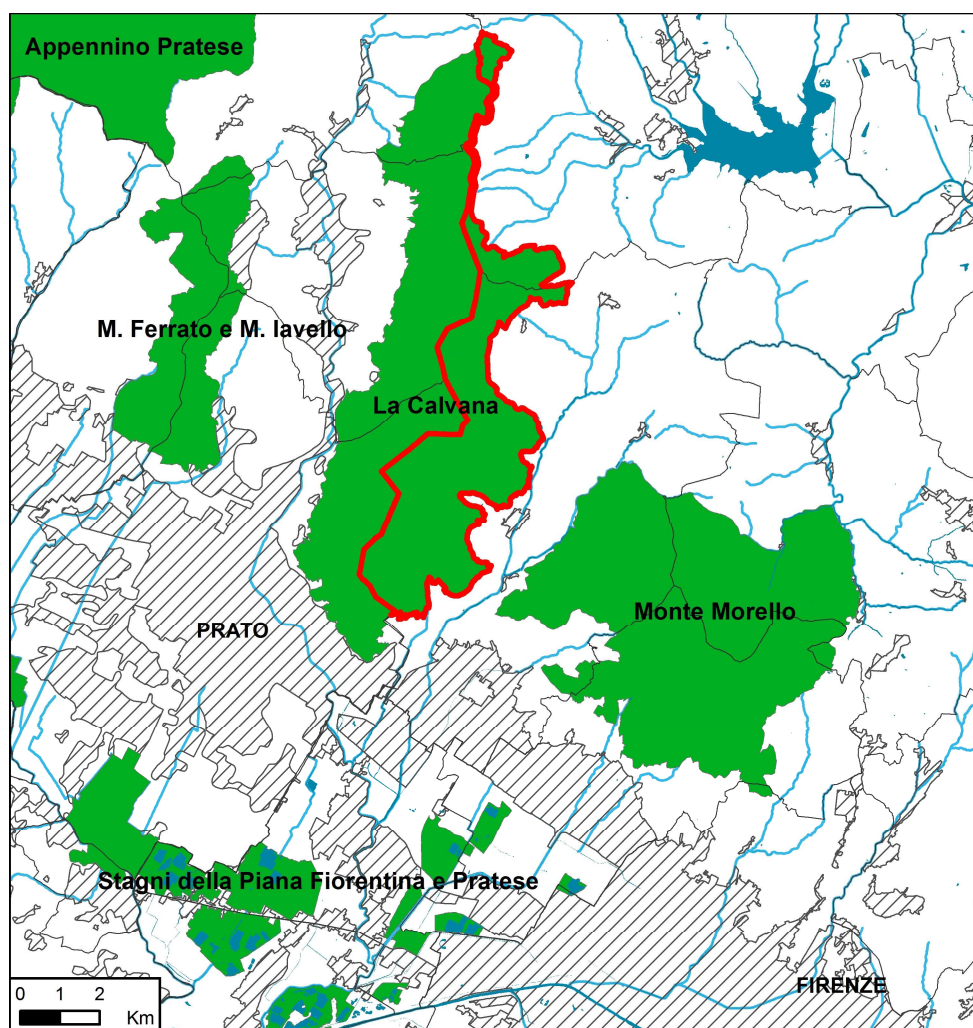 Appennino Pratese
M. Ferrato e M. Iavello
La Calvana
Monte Morello
PRATO
Stagni della Piana Fiorentina e Pratese
FIRENZE
0 1 2
Km